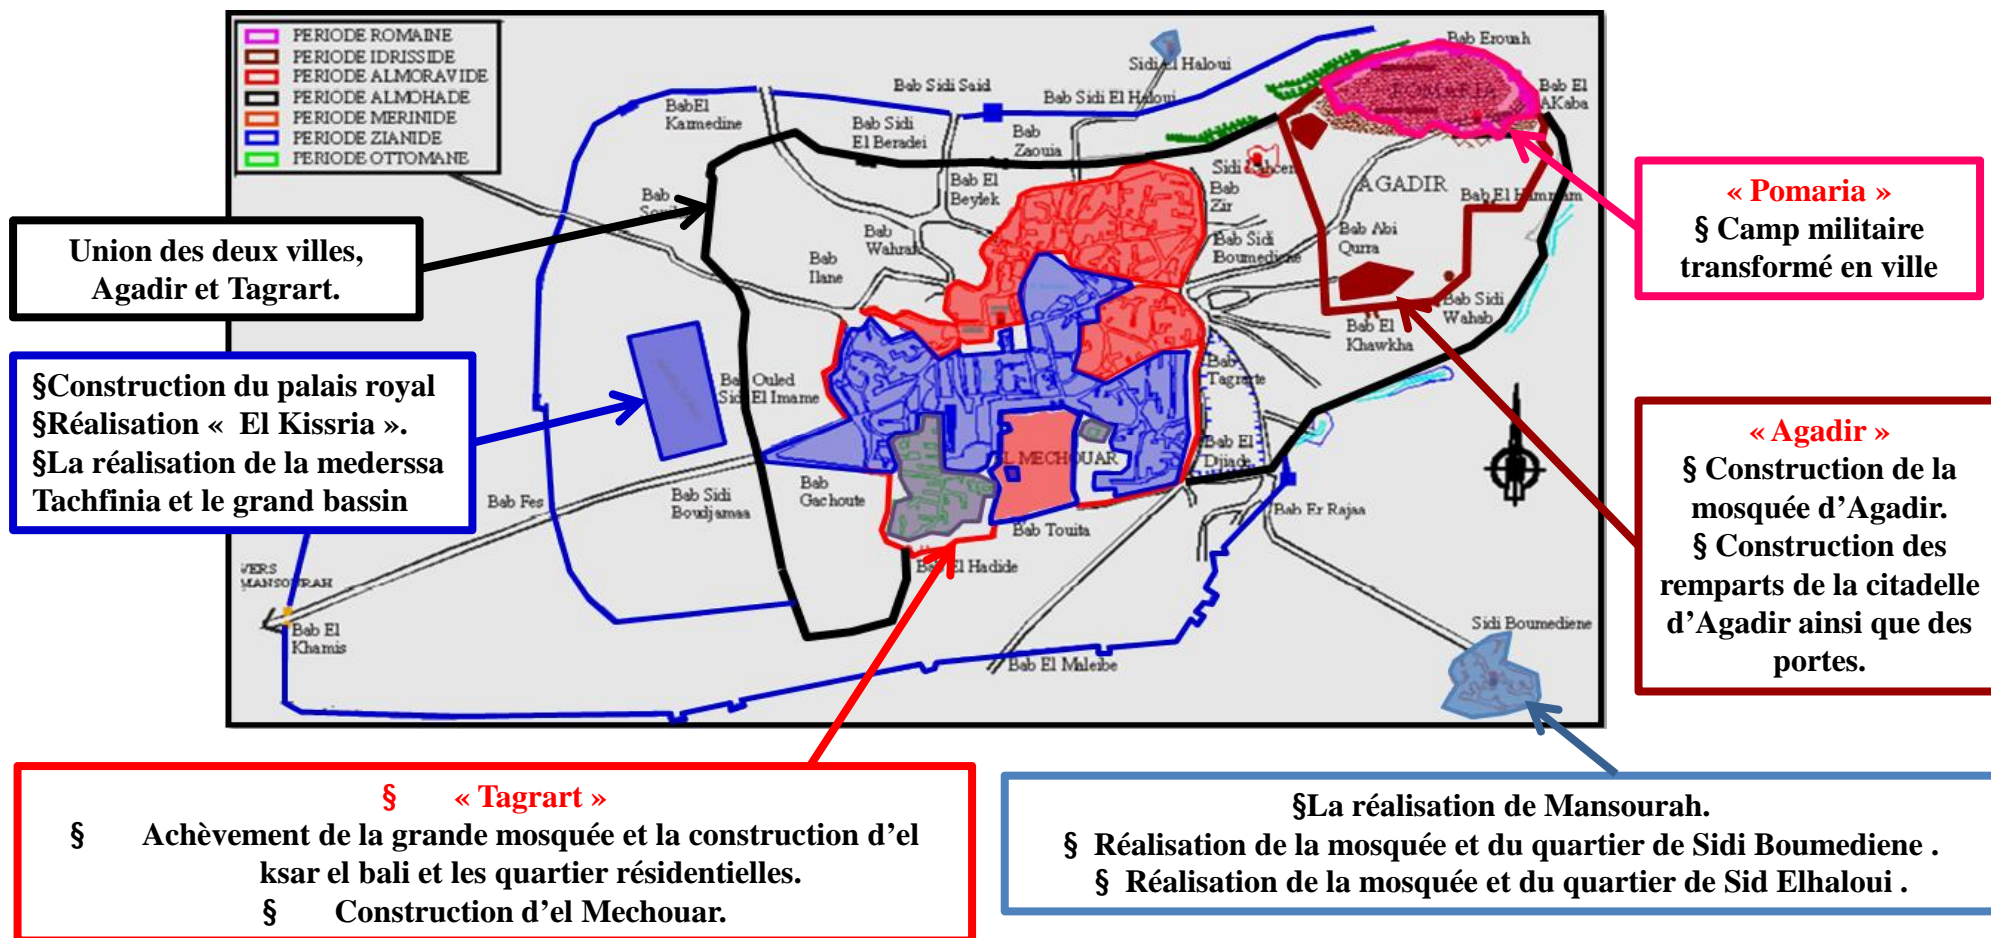 PERIODE ROMAINE
PERIODE IDRISSIDE
PERIODE ALMORAVIDE
PERIODE ALMOHADE
PERIODE MERINIDE
PERIODE ZIANIDE
PERIODE OTTOMANE
Bab Erouah
Sidi El Haloui
Bab Sidi Said
Bab Sidi El Haloui
Bab El
AKaba
POMARIA
BabEl
Kazmedine
Bab Sidi
El Beradei
Bab
Zaouia
Bab El
Beylek
Bab
Zir
AGADIR
Bab El Hammam
Bab
Bab
Wahrah
Bab Sidi
Boumediene
Bab Abi
Qurra
Bab
Ilane
Bab Sidi
Wahab
Bab El
Khawkha
Bab Ouled
Sidi El Imame
Bab
Tagrarte
Bab El
Djiade
EL MECHOUAR
Bab
Gachoute
Bab Sidi
Boudjamaa
Bab Fes
Bab Touita
Bab Er Rajaa
Bab El Hadide
VERS
MANSOURAH
Bab El
Khamis
Bab El Maleibe
Sidi Boumediene
Union des deux villes,
Agadir et Tagrart.
§Construction du palais royal
§Réalisation « El Kissria ».
§La réalisation de la mederssa
Tachfinia et le grand bassin
« Pomaria »
§ Camp militaire
transformé en ville
« Agadir »
§ Construction de la
mosquée d’Agadir.
§ Construction des
remparts de la citadelle
d’Agadir ainsi que des
portes.
§ « Tagrart »
§ Achèvement de la grande mosquée et la construction d’el
ksar el bali et les quartier résidentielles.
§ Construction d’el Mechouar.
§La réalisation de Mansourah.
§ Réalisation de la mosquée et du quartier de Sidi Boumediene .
§ Réalisation de la mosquée et du quartier de Sid Elhaloui .